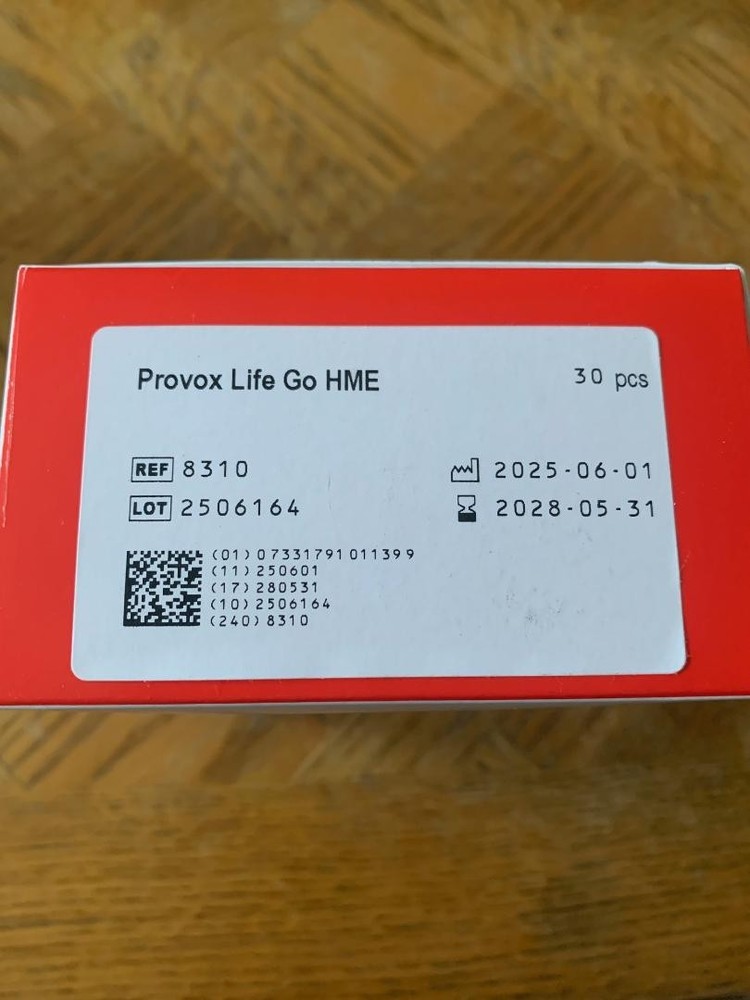 Provox Life Go HME
30 pcs
REF 8310
2025-06-01
LOT 2506164
2028-05-31
(01)07331791011399
(11)250601
(17)280531
(10)2506164
(240)8310